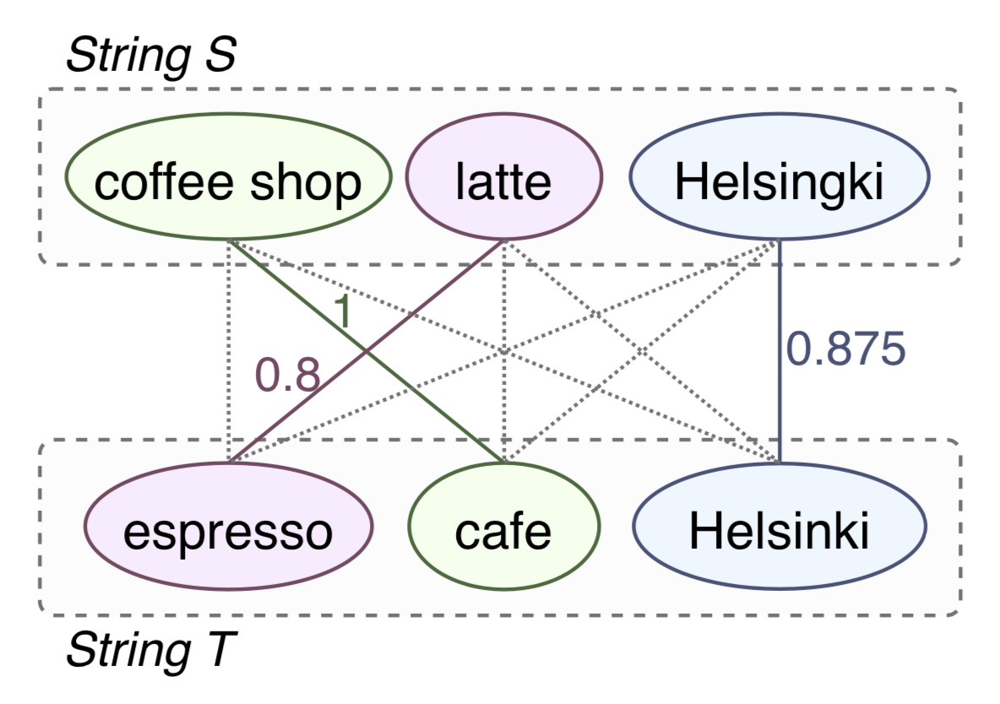 String S
coffee shop latte Helsingki
1
0.8 0.875
espresso cafe Helsinki
String T